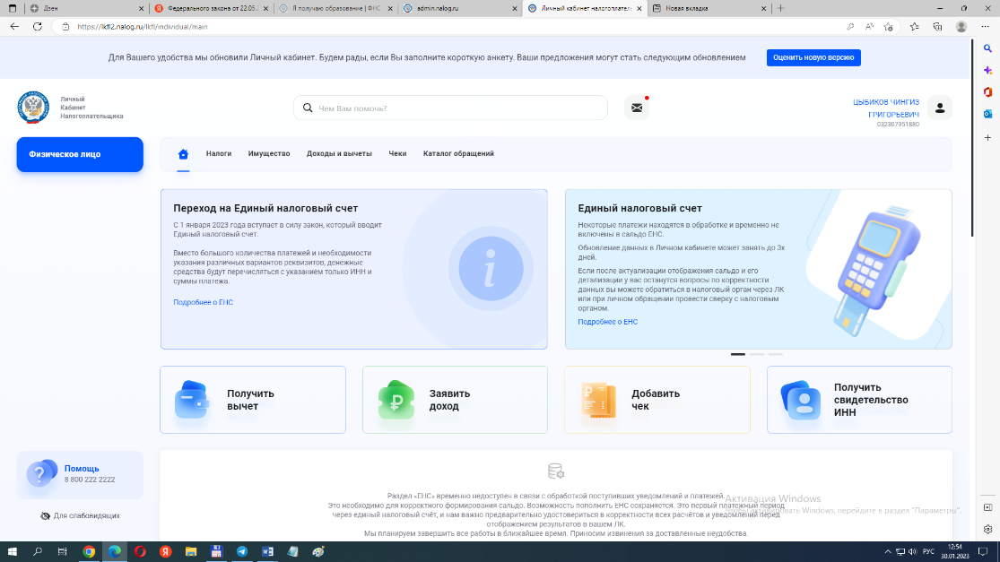 Дзен
Федерального закона от 22.05.2
Я получаю образование | ФНС
admin.nalog.ru
Личный кабинет налогоплатель
Новая вкладка
https://lkfl2.nalog.ru/lkfl/individual/main
Для Вашего удобства мы обновили Личный кабинет. Будем рады, если Вы заполните короткую анкету. Ваши предложения могут стать следующим обновлением
Оценить новую версию
Личный
Кабинет
Налогоплательщика
Чем Вам помочь?
ЦЫБИКОВ ЧИНГИЗ
ГРИГОРЬЕВИЧ
032307951880
Физическое лицо
Налоги
Имущество
Доходы и вычеты
Чеки
Каталог обращений
Переход на Единый налоговый счет
С 1 января 2023 года вступает в силу закон, который вводит
Единый налоговый счет.
Вместо большого количества платежей и необходимости
указания различных вариантов реквизитов, денежные
средства будут перечисляться с указанием только ИНН и
суммы платежа.
Подробнее о ЕНС
Единый налоговый счет
Некоторые платежи находятся в обработке и временно не
включены в сальдо ЕНС.
Обновление данных в Личном кабинете может занять до 3х
дней.
Если после актуализации отображения сальдо и его
детализации у вас останутся вопросы по корректности
данных вы можете обратиться в налоговый орган через ЛК
или при личном обращении провести сверку с налоговым
органом.
Подробнее о ЕНС
Получить
вычет
Заявить
доход
Добавить
чек
Получить
свидетельство
ИНН
Помощь
8 800 222 2222
Для слабовидящих
Раздел «ЕНС» временно недоступен в связи с обработкой поступивших уведомлений и платежей.
Это необходимо для корректного формирования сальдо. Возможность пополнить ЕНС сохраняется. Это первый платежный период
через единый налоговый счёт, и нам важно предварительно удостовериться в корректности всех расчётов и уведомлений перед
отображением результатов в вашем ЛК.
Мы планируем завершить все работы в ближайшее время. Приносим извинения за доставленные неудобства.
Активация Windows
Чтобы активировать Windows, перейдите в раздел "Параметры".
РУС
12:54
30.01.2023